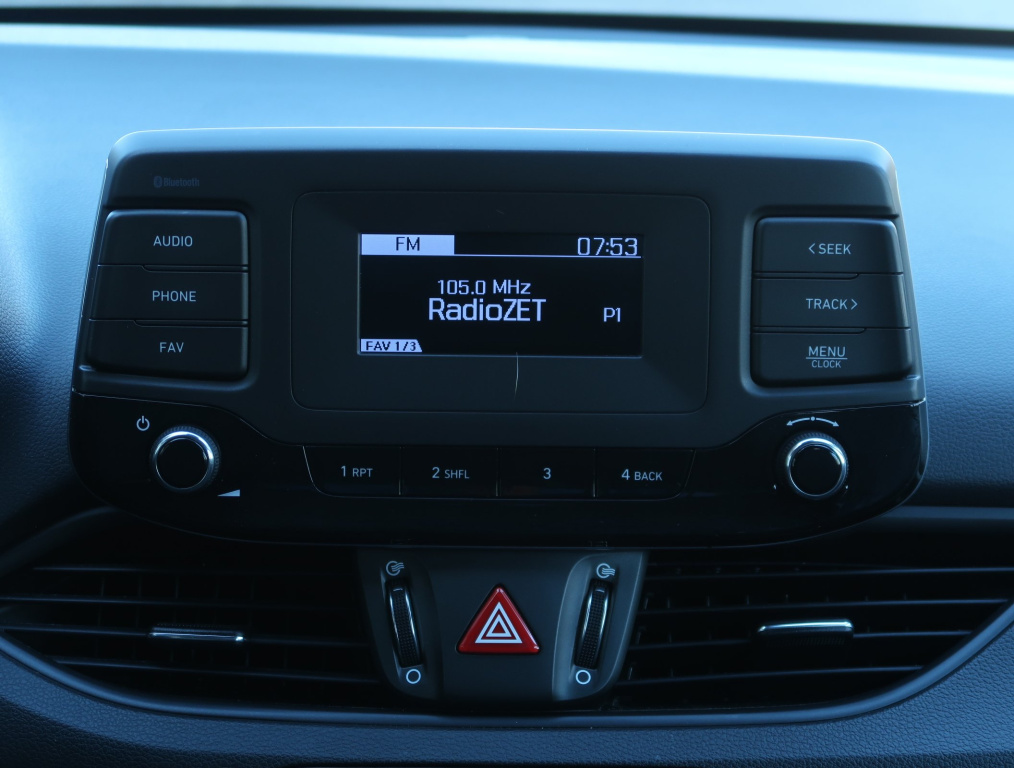 Bluetooth
AUDIO
PHONE
FAV
FM 07:53
105.0 MHz
RadioZET
P1
FAV 1/3
< SEEK
TRACK >
MENU
CLOCK
1 RPT
2 SHFL
3
4 BACK